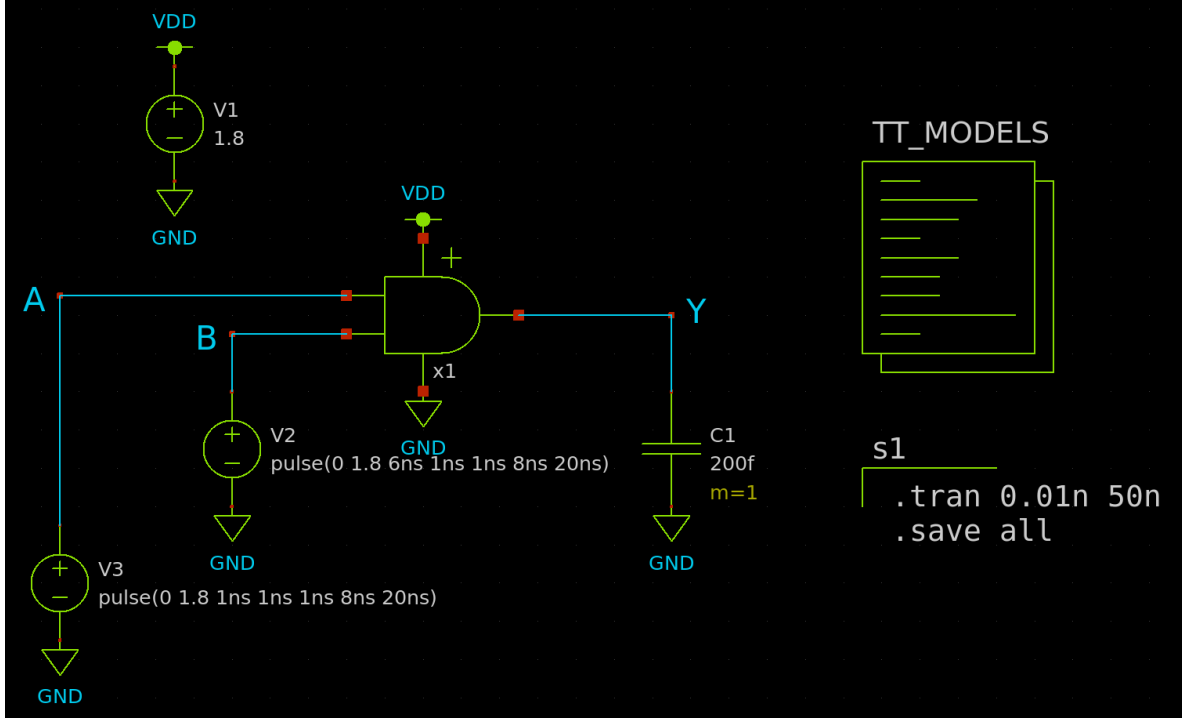 VDD
V1
1.8
GND
TT_MODELS
VDD
A
B
Y
x1
GND
V2
pulse(0 1.8 6ns 1ns 1ns 8ns 20ns)
GND
C1
200f
m=1
GND
s1
.tran 0.01n 50n
.save all
V3
pulse(0 1.8 1ns 1ns 1ns 8ns 20ns)
GND